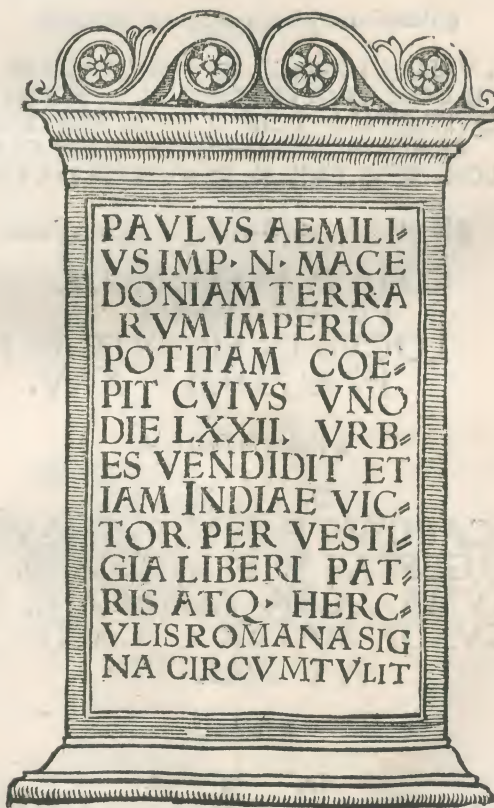 PAVLVS AEMILI⸗
VS IMP· N· MACE
DONIAM TERRA
RVM IMPERIO
POTITAM COE⸗
PIT CVIVS VNO
DIE LXXII. VRB⸗
ES VENDIDIT ET
IAM INDIAE VIC⸗
TOR PER VESTI⸗
GIA LIBERI PAT⸗
RIS ATQ· HERC⸗
VLIS ROMANA SIG
NA CIRCVMTVLIT